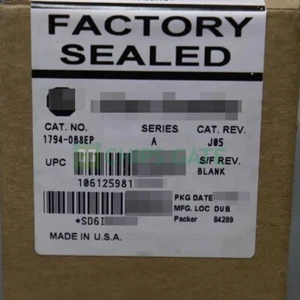 FACTORY
SEALED
CAT. NO. SERIES CAT. REV.
1794-OB8EP A J05
UPC S/F REV.
BLANK
106125981
PKG DATE
*SD6I MFG. LOC DUB
Packer 84289
MADE IN U.S.A.